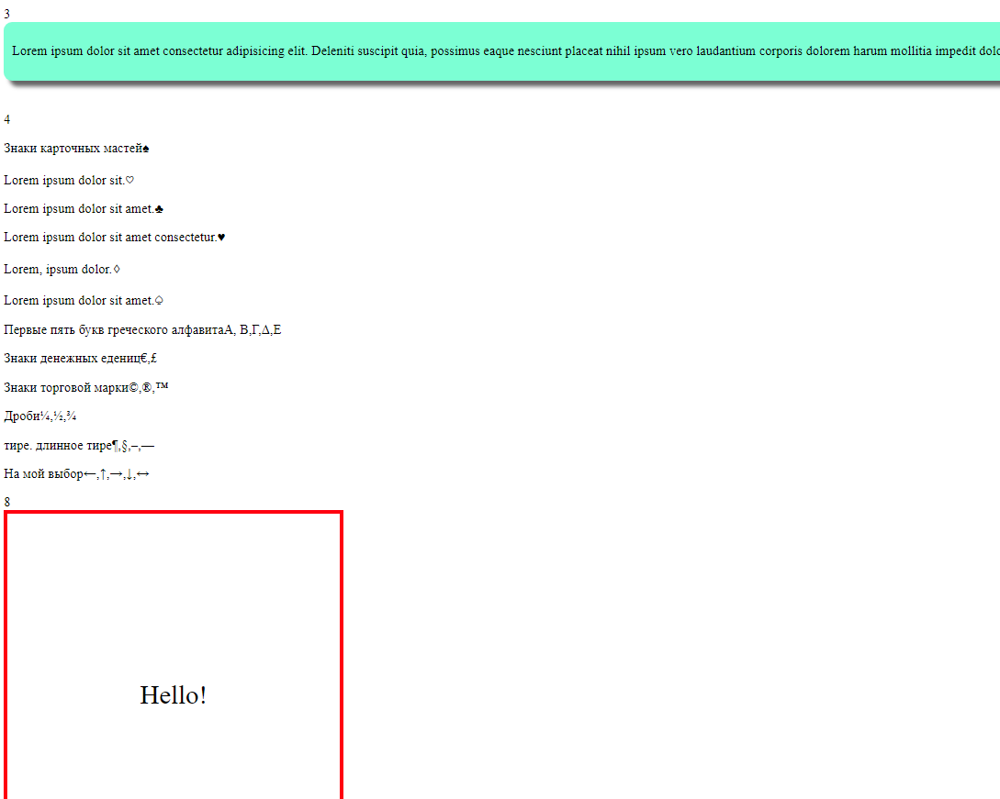 3
Lorem ipsum dolor sit amet consectetur adipisicing elit. Deleniti suscipit quia, possimus eaque nesciunt placeat nihil ipsum vero laudantium corporis dolorem harum mollitia impedit
4
Знаки карточных мастей♠
Lorem ipsum dolor sit.♡
Lorem ipsum dolor sit amet.♣
Lorem ipsum dolor sit amet consectetur.♥
Lorem, ipsum dolor.◊
Lorem ipsum dolor sit amet.♤
Первые пять букв греческого алфавитаΑ, Β,Γ,Δ,Ε
Знаки денежных едениц€,£
Знаки торговой марки©,®,™
Дроби¼,½,¾
тире. длинное тире¶,§,–,—
На мой выбор←,↑,→,↓,↔
8
Hello!